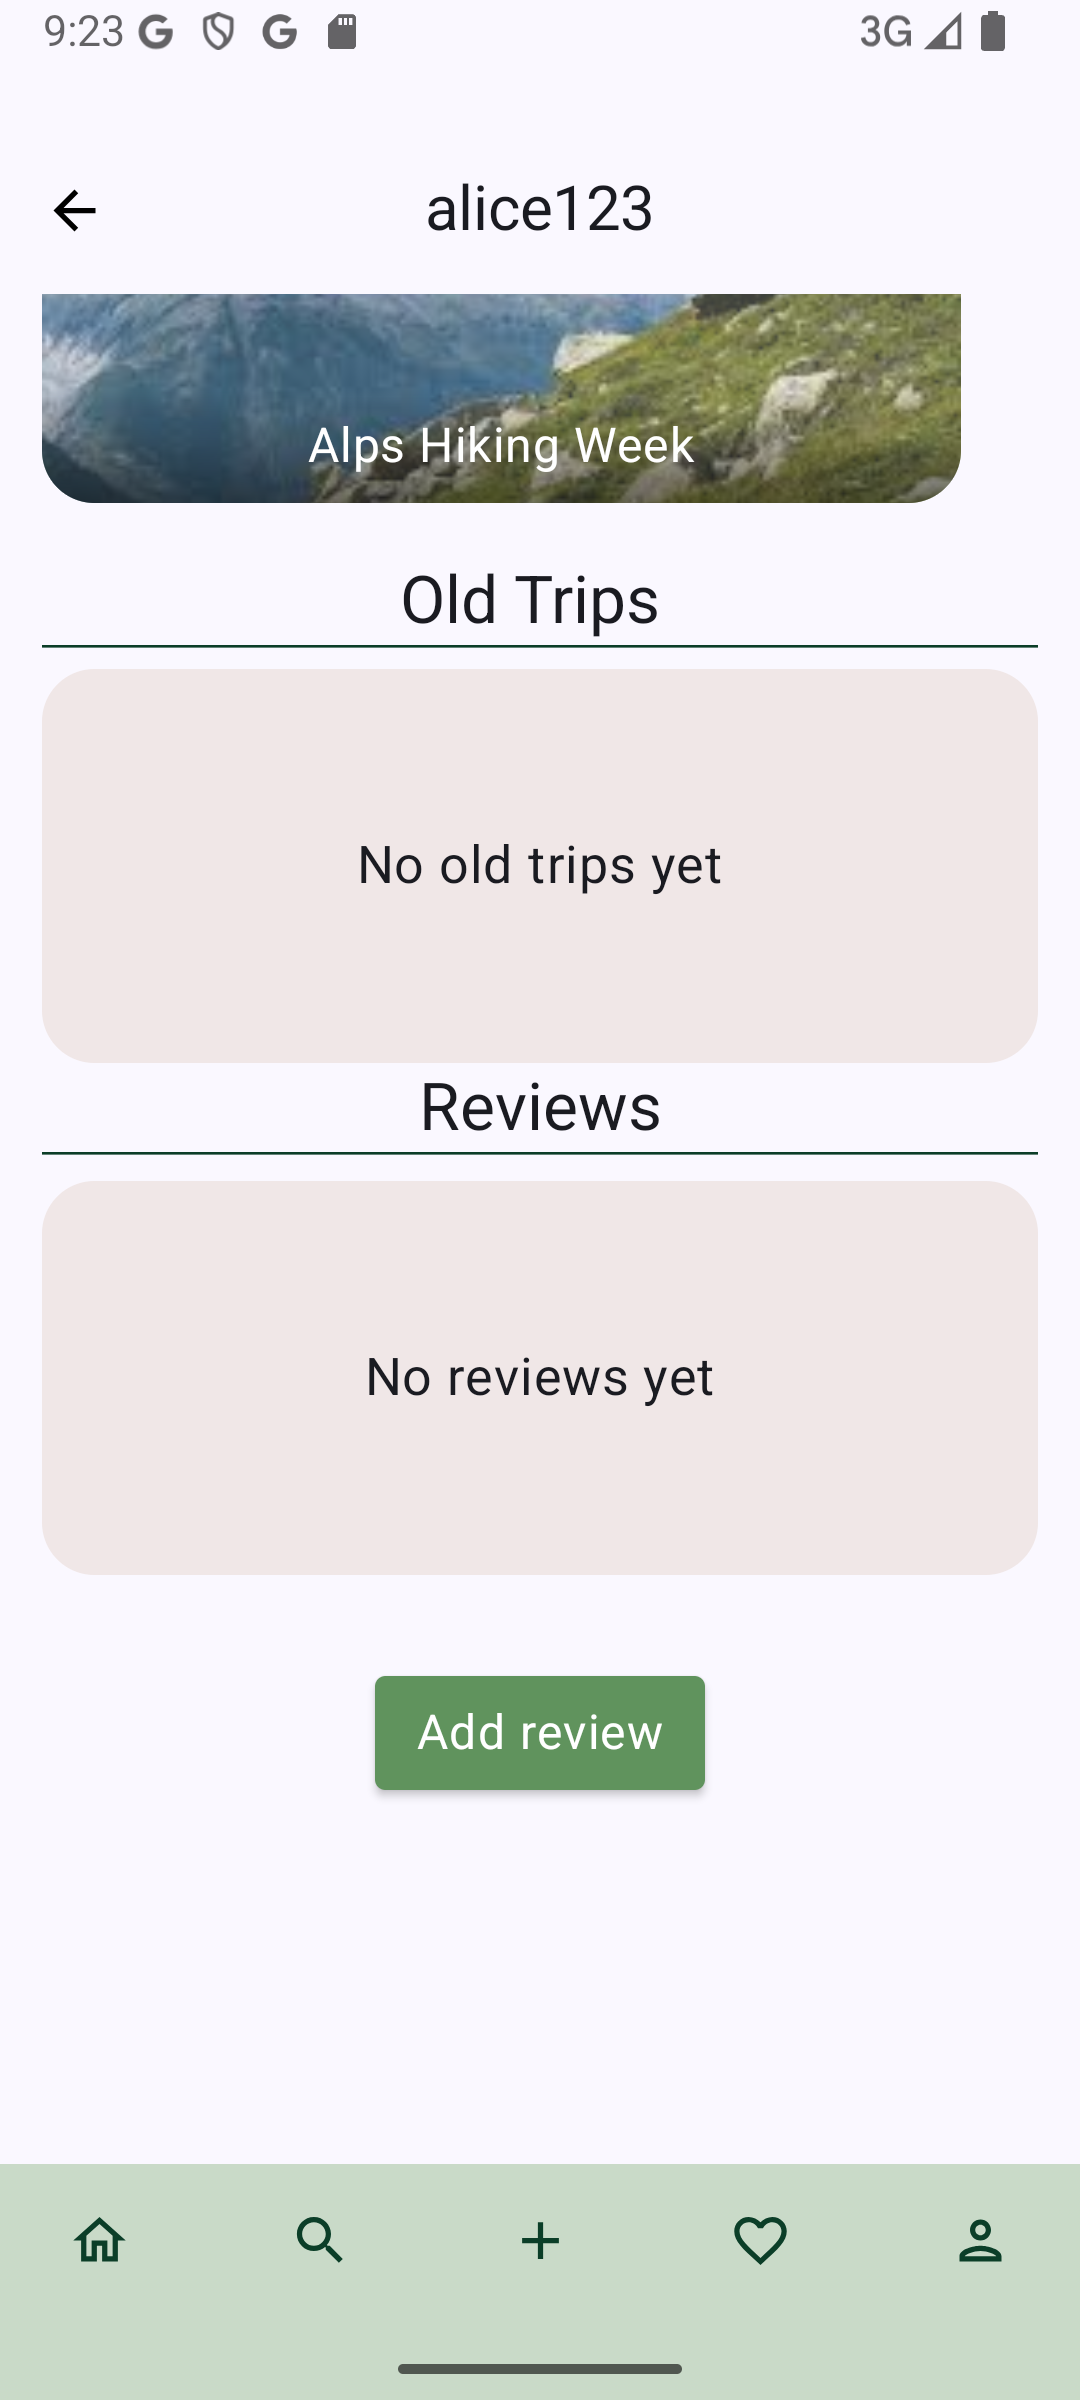 9:23
3G
alice123
Alps Hiking Week
Old Trips
No old trips yet
Reviews
No reviews yet
Add review